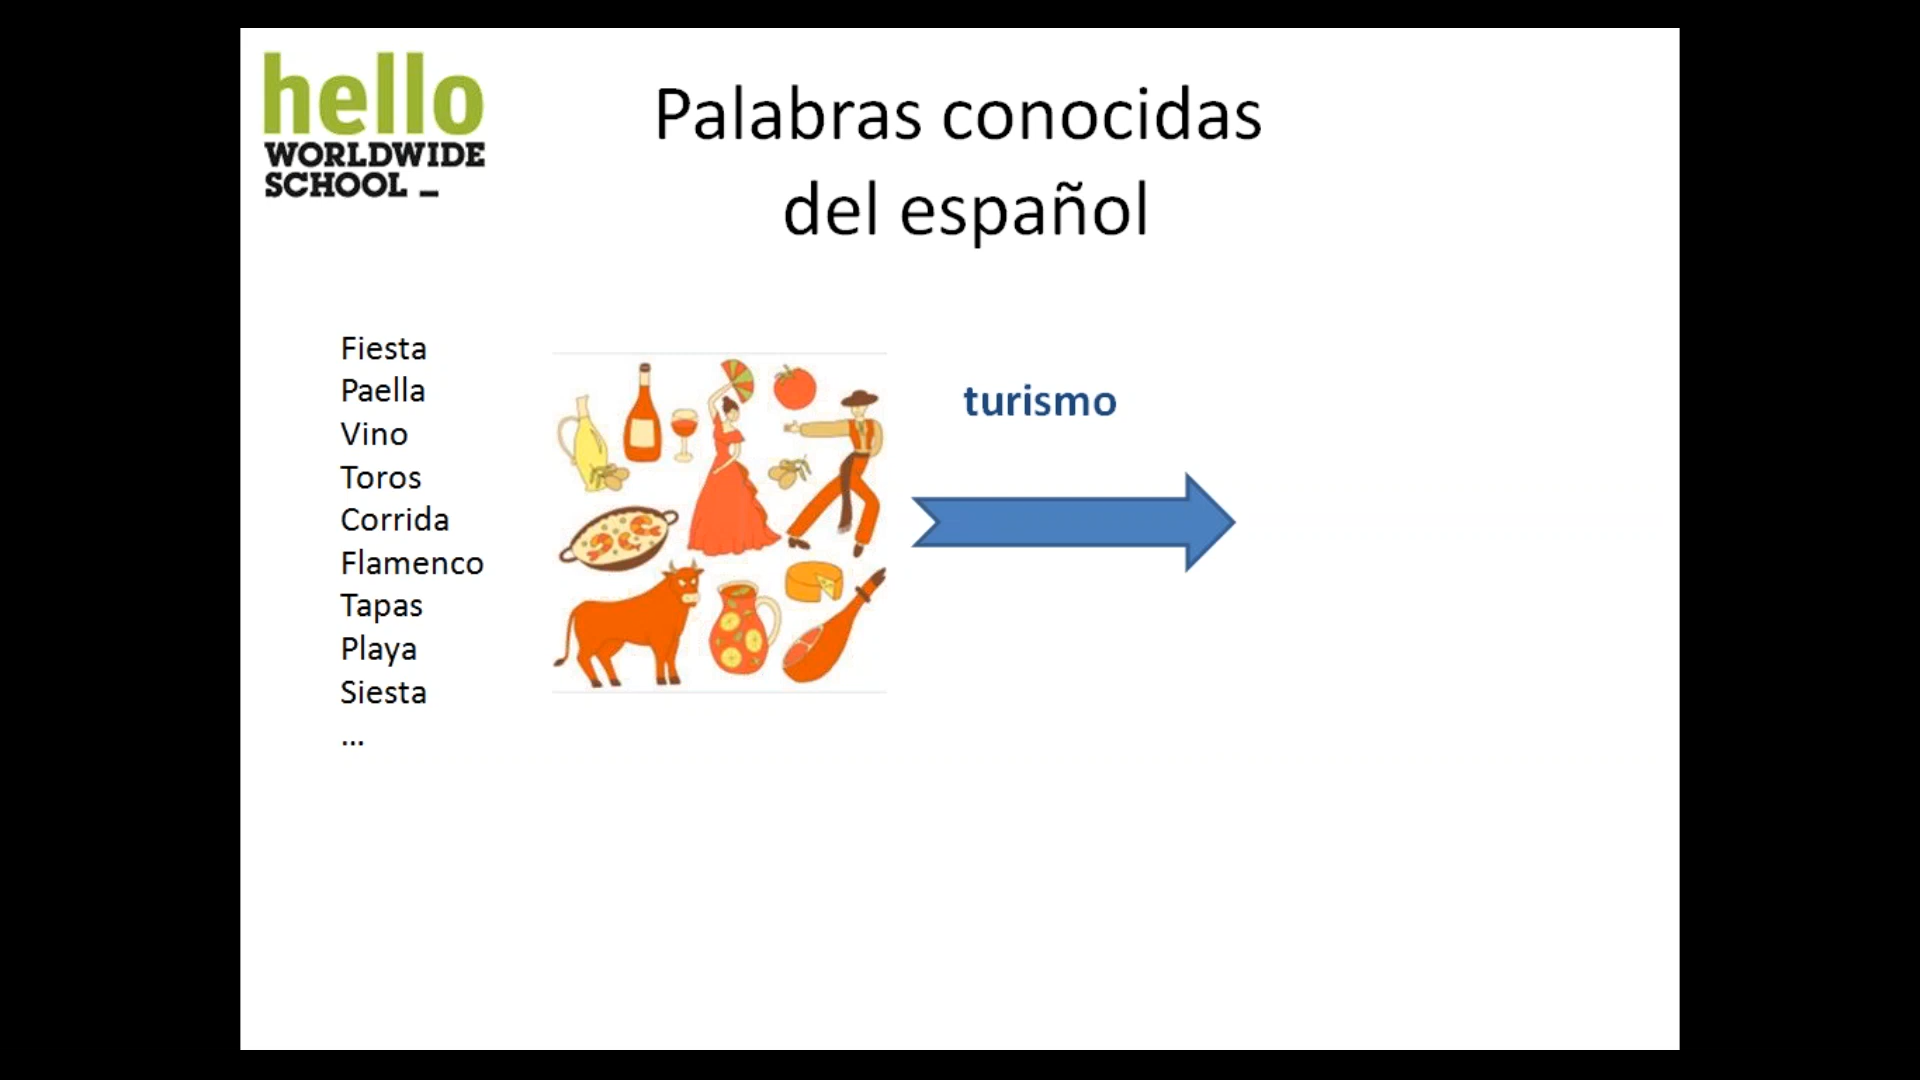 hello
WORLDWIDE
SCHOOL _
Palabras conocidas
del español
Fiesta
Paella
Vino
Toros
Corrida
Flamenco
Tapas
Playa
Siesta
...
turismo